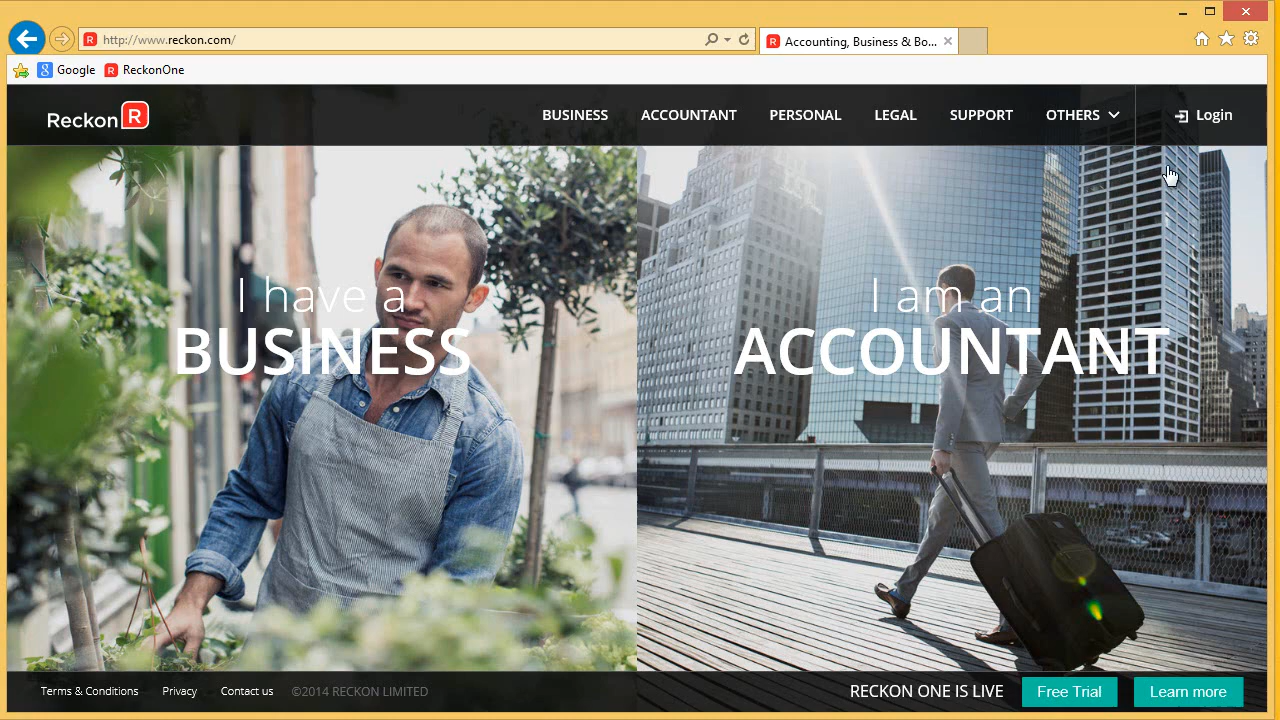 http://www.reckon.com/
Accounting, Business & Bo...
Google
ReckonOne
Reckon R
BUSINESS
ACCOUNTANT
PERSONAL
LEGAL
SUPPORT
OTHERS
Login
I have a
BUSINESS
I am an
ACCOUNTANT
Terms & Conditions
Privacy
Contact us
©2014 RECKON LIMITED
RECKON ONE IS LIVE
Free Trial
Learn more